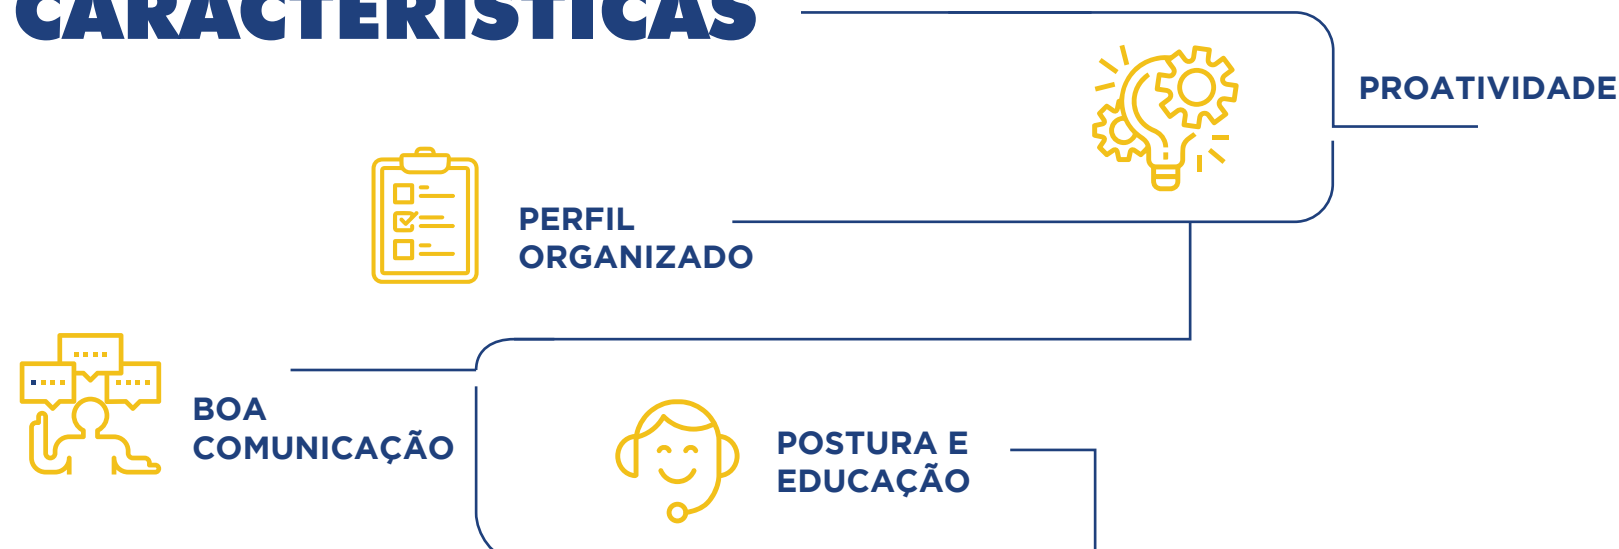 CARACTERÍSTICAS
PROATIVIDADE
PERFIL
ORGANIZADO
BOA
COMUNICAÇÃO
POSTURA E
EDUCAÇÃO